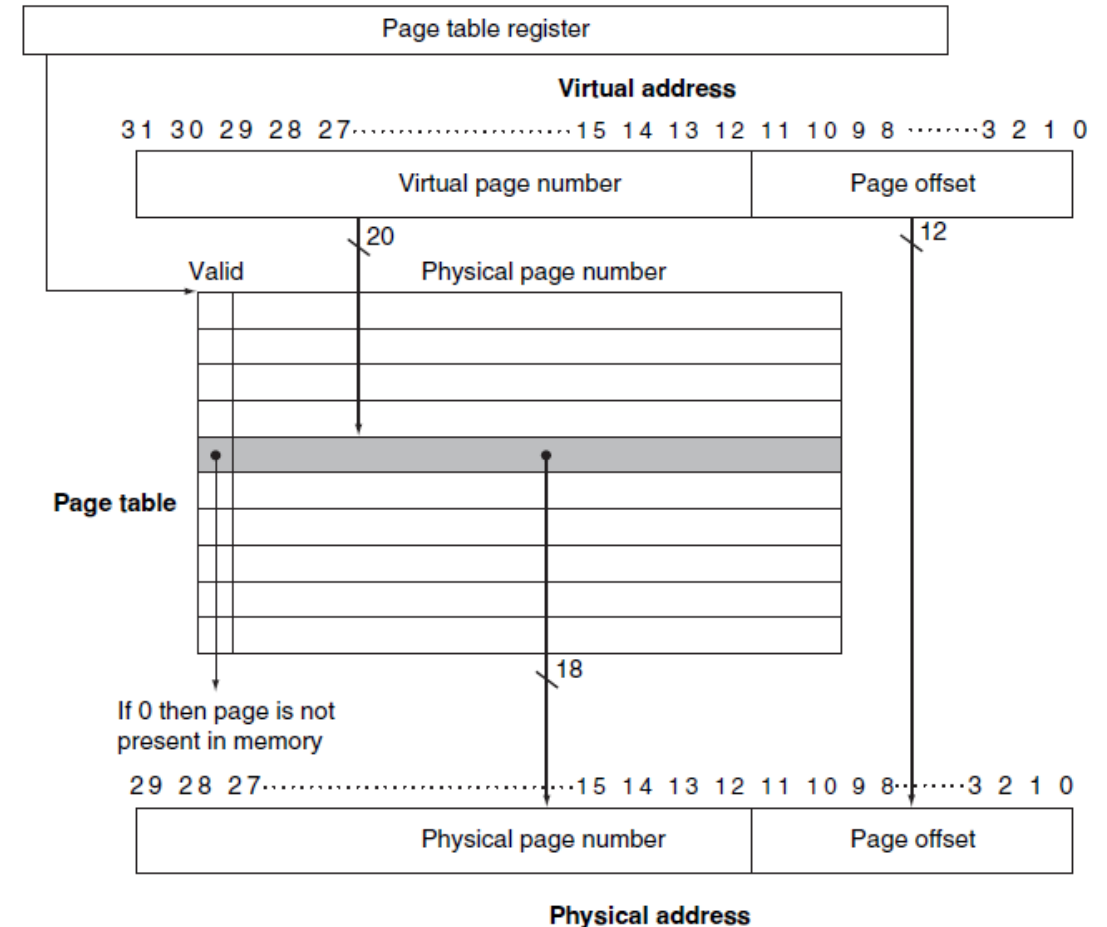 Page table register
Virtual address
31 30 29 28 27·······················15 14 13 12 11 10 9 8 ········3 2 1 0
Virtual page number
Page offset
20
12
Valid
Physical page number
Page table
18
If 0 then page is not
present in memory
29 28 27·································15 14 13 12 11 10 9 8········3 2 1 0
Physical page number
Page offset
Physical address